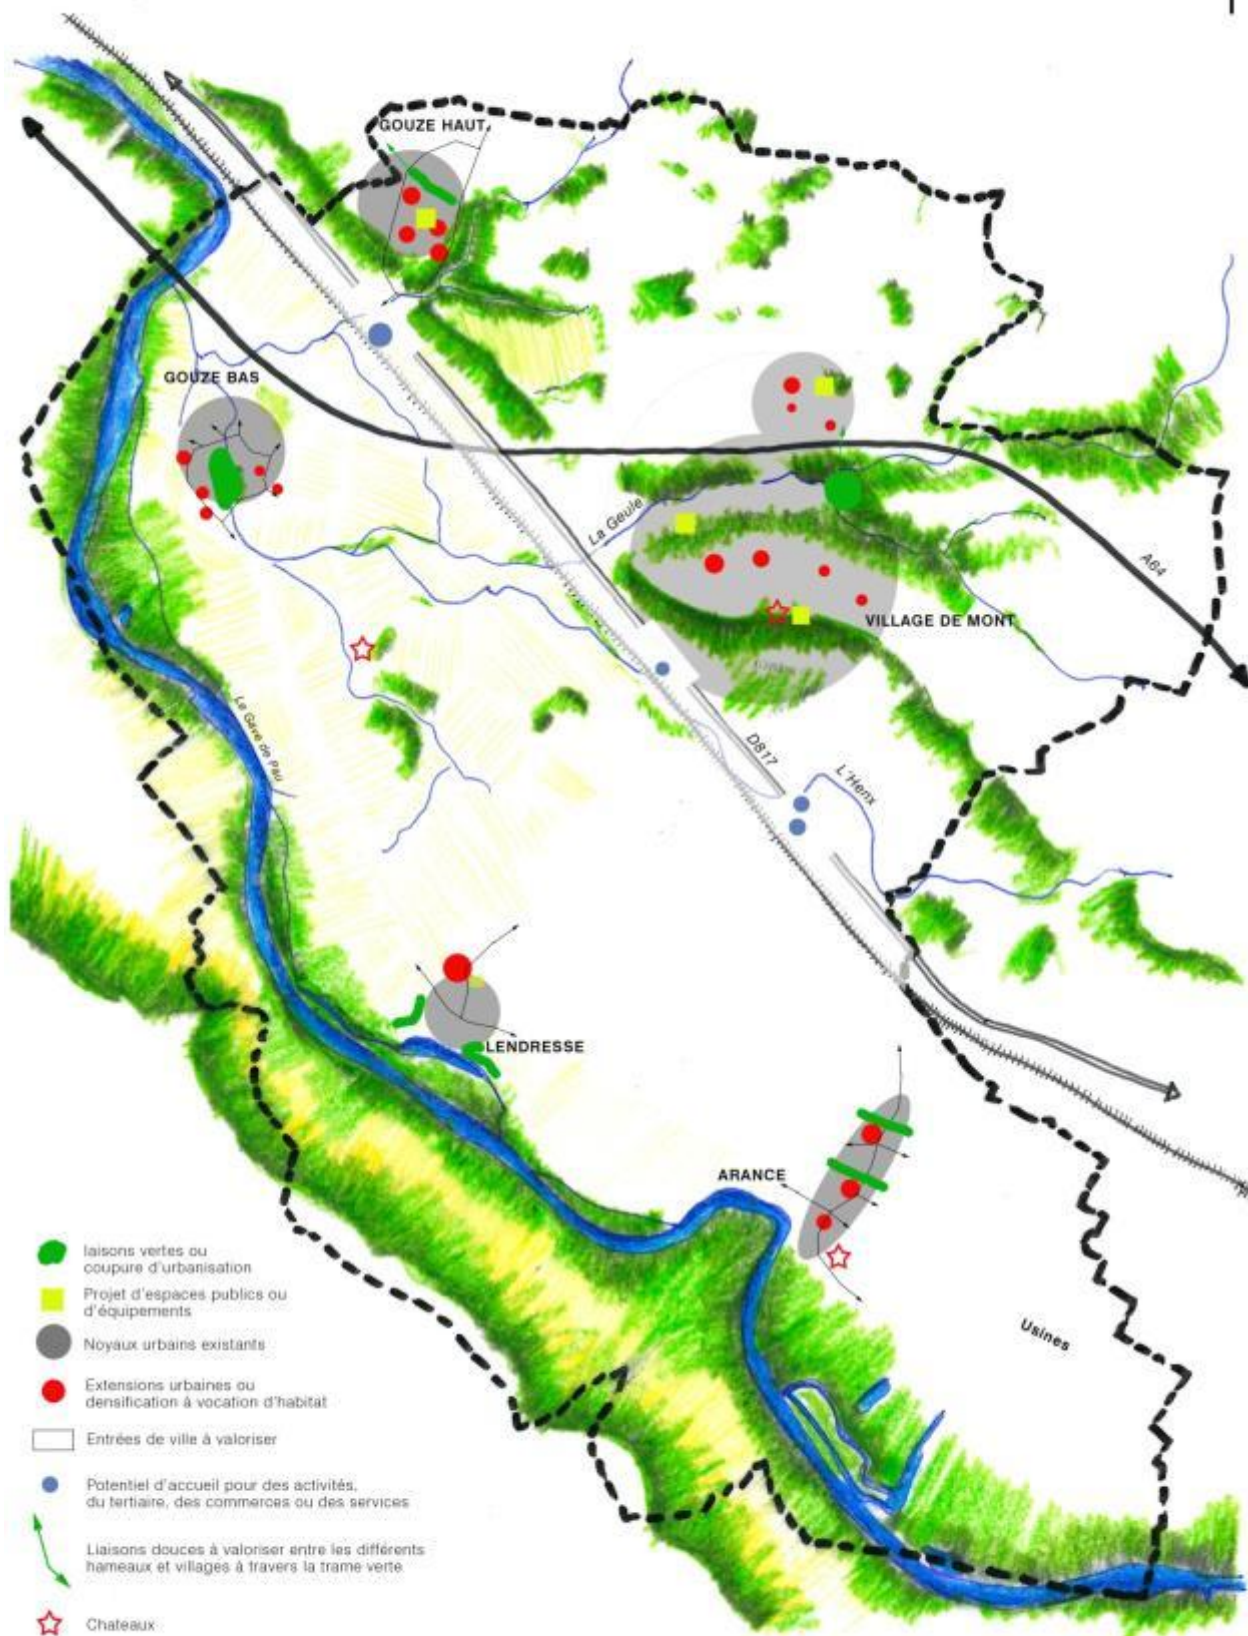 GOUZE HAUT
GOUZE BAS
La Geule
A64
VILLAGE DE MONT
Le Gave de Pau
D817
L'Henx
LENDRESSE
ARANCE
Usines
laisons vertes ou
coupure d'urbanisation
Projet d'espaces publics ou
d'équipements
Noyaux urbains existants
Extensions urbaines ou
densification à vocation d'habitat
Entrées de ville à valoriser
Potentiel d'accueil pour des activités,
du tertiaire, des commerces ou des services
Liaisons douces à valoriser entre les différents
hameaux et villages à travers la trame verte
Chateaux